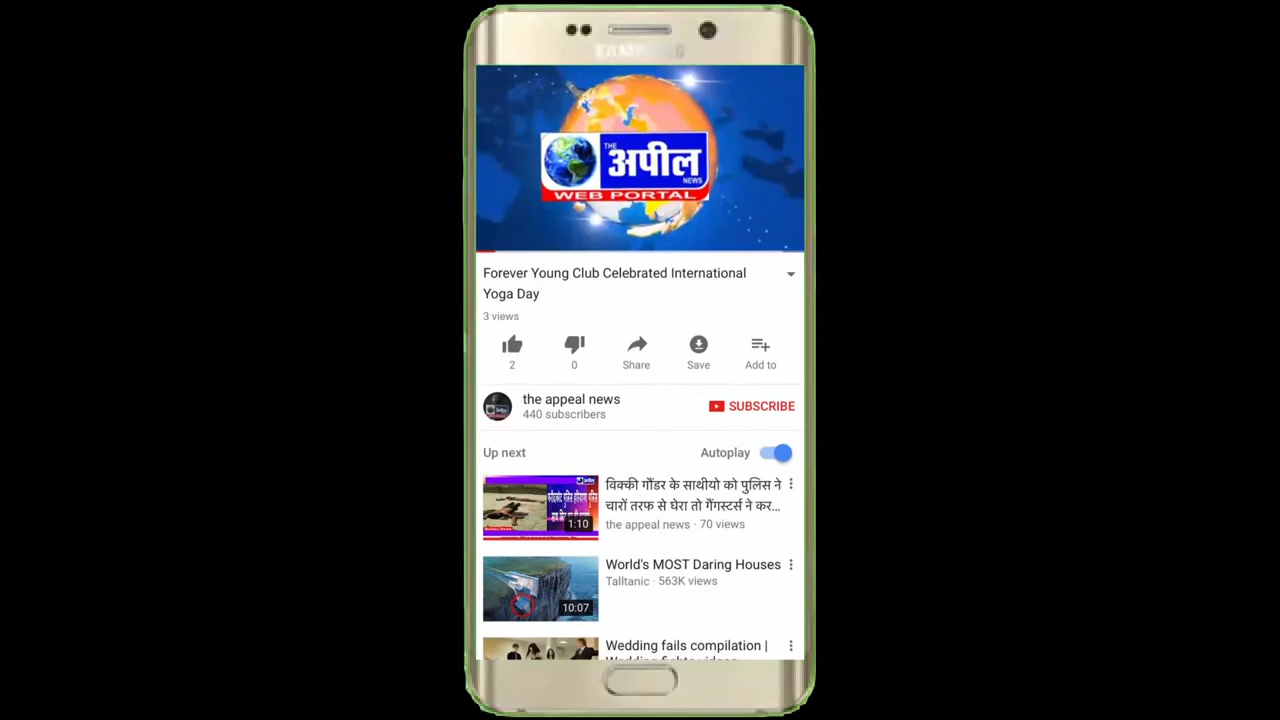 SAMSUNG
THE
अपील
NEWS
WEB PORTAL
Forever Young Club Celebrated International
Yoga Day
3 views
2
0
Share
Save
Add to
the appeal news
440 subscribers
SUBSCRIBE
Up next
Autoplay
विक्की गौंडर के साथीयो को पुलिस ने
चारों तरफ से घेरा तो गैंगस्टर्स ने कर...
the appeal news · 70 views
1:10
World's MOST Daring Houses
Talltanic · 563K views
10:07
Wedding fails compilation |